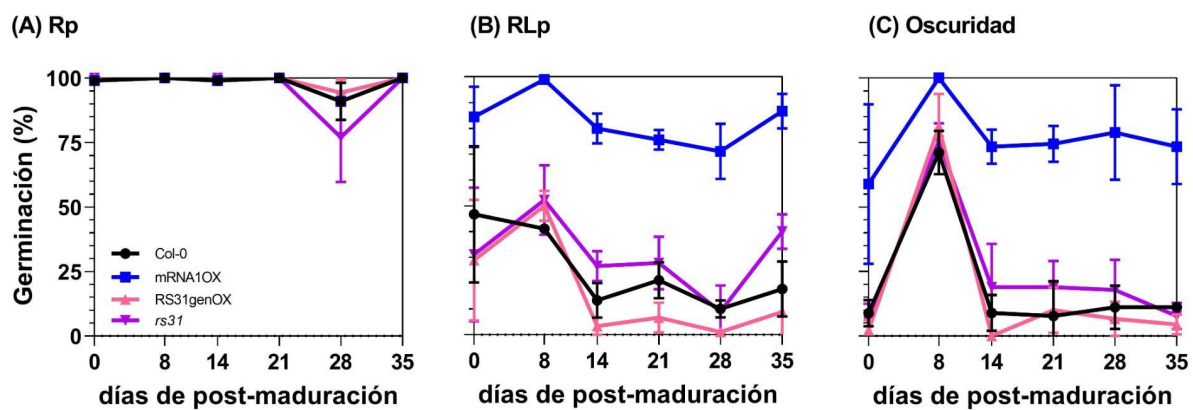 (A) Rp
(B) RLp
(C) Oscuridad
Germinación (%)
100
75
50
25
0
Col-0
mRNA1OX
RS31genOX
rs31
0 8 14 21 28 35
0 8 14 21 28 35
0 8 14 21 28 35
días de post-maduración
días de post-maduración
días de post-maduración